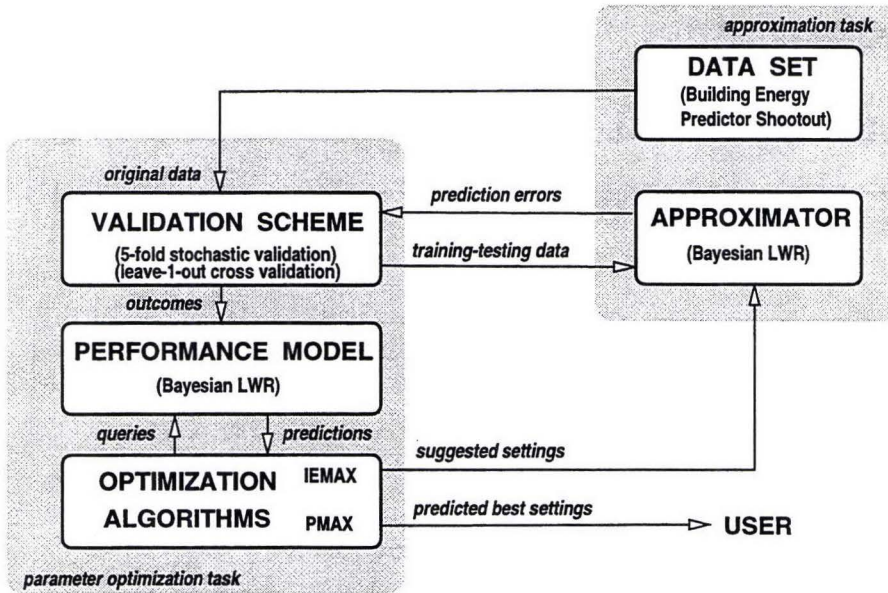 approximation task
DATA SET
(Building Energy
Predictor Shootout)
original data
prediction errors
VALIDATION SCHEME
(5-fold stochastic validation)
(leave-1-out cross validation)
training-testing data
APPROXIMATOR
(Bayesian LWR)
outcomes
PERFORMANCE MODEL
(Bayesian LWR)
queries
predictions
suggested settings
OPTIMIZATION
ALGORITHMS
IEMAX
PMAX
predicted best settings
USER
parameter optimization task